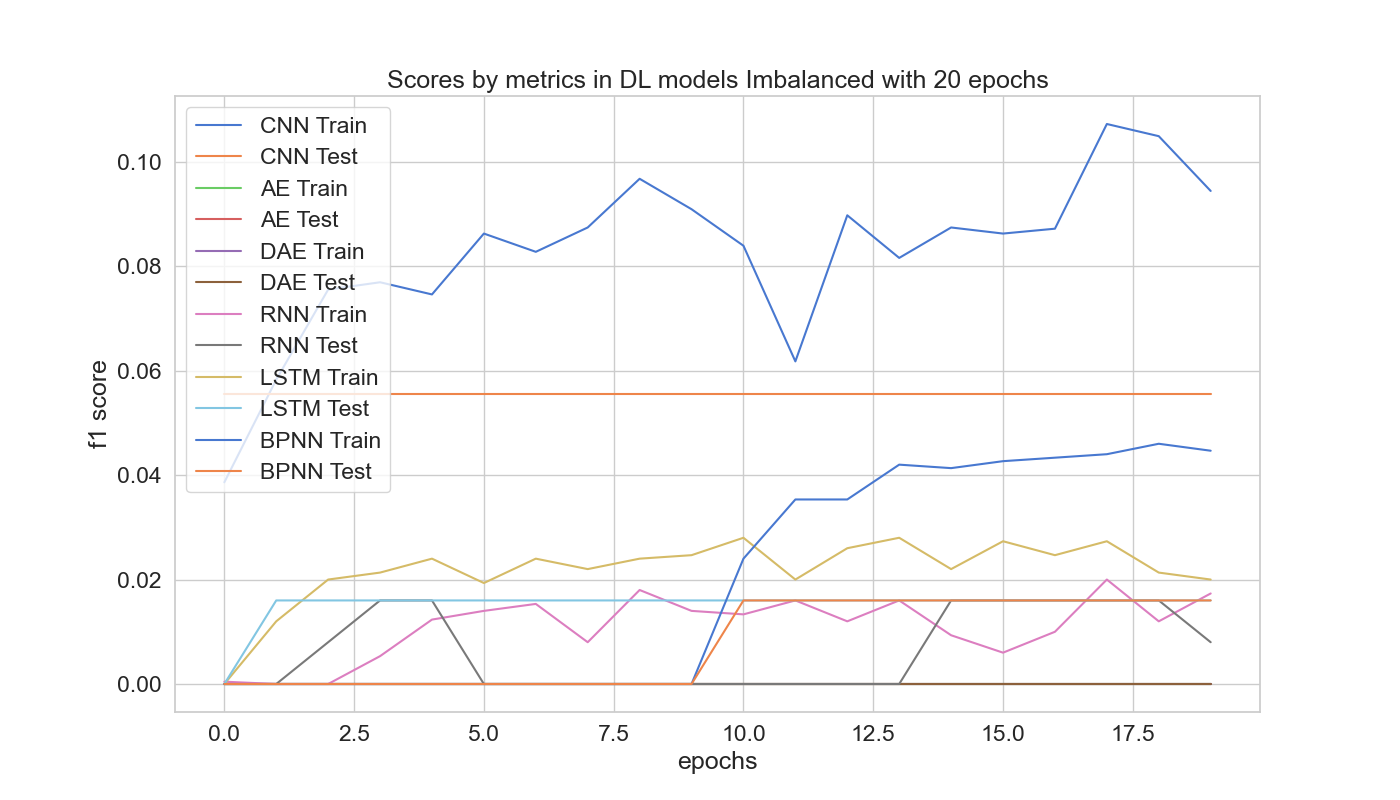 Scores by metrics in DL models Imbalanced with 20 epochs
CNN Train
CNN Test
AE Train
AE Test
DAE Train
DAE Test
RNN Train
RNN Test
LSTM Train
LSTM Test
BPNN Train
BPNN Test
f1 score
0.10
0.08
0.06
0.04
0.02
0.00
0.0 2.5 5.0 7.5 10.0 12.5 15.0 17.5
epochs